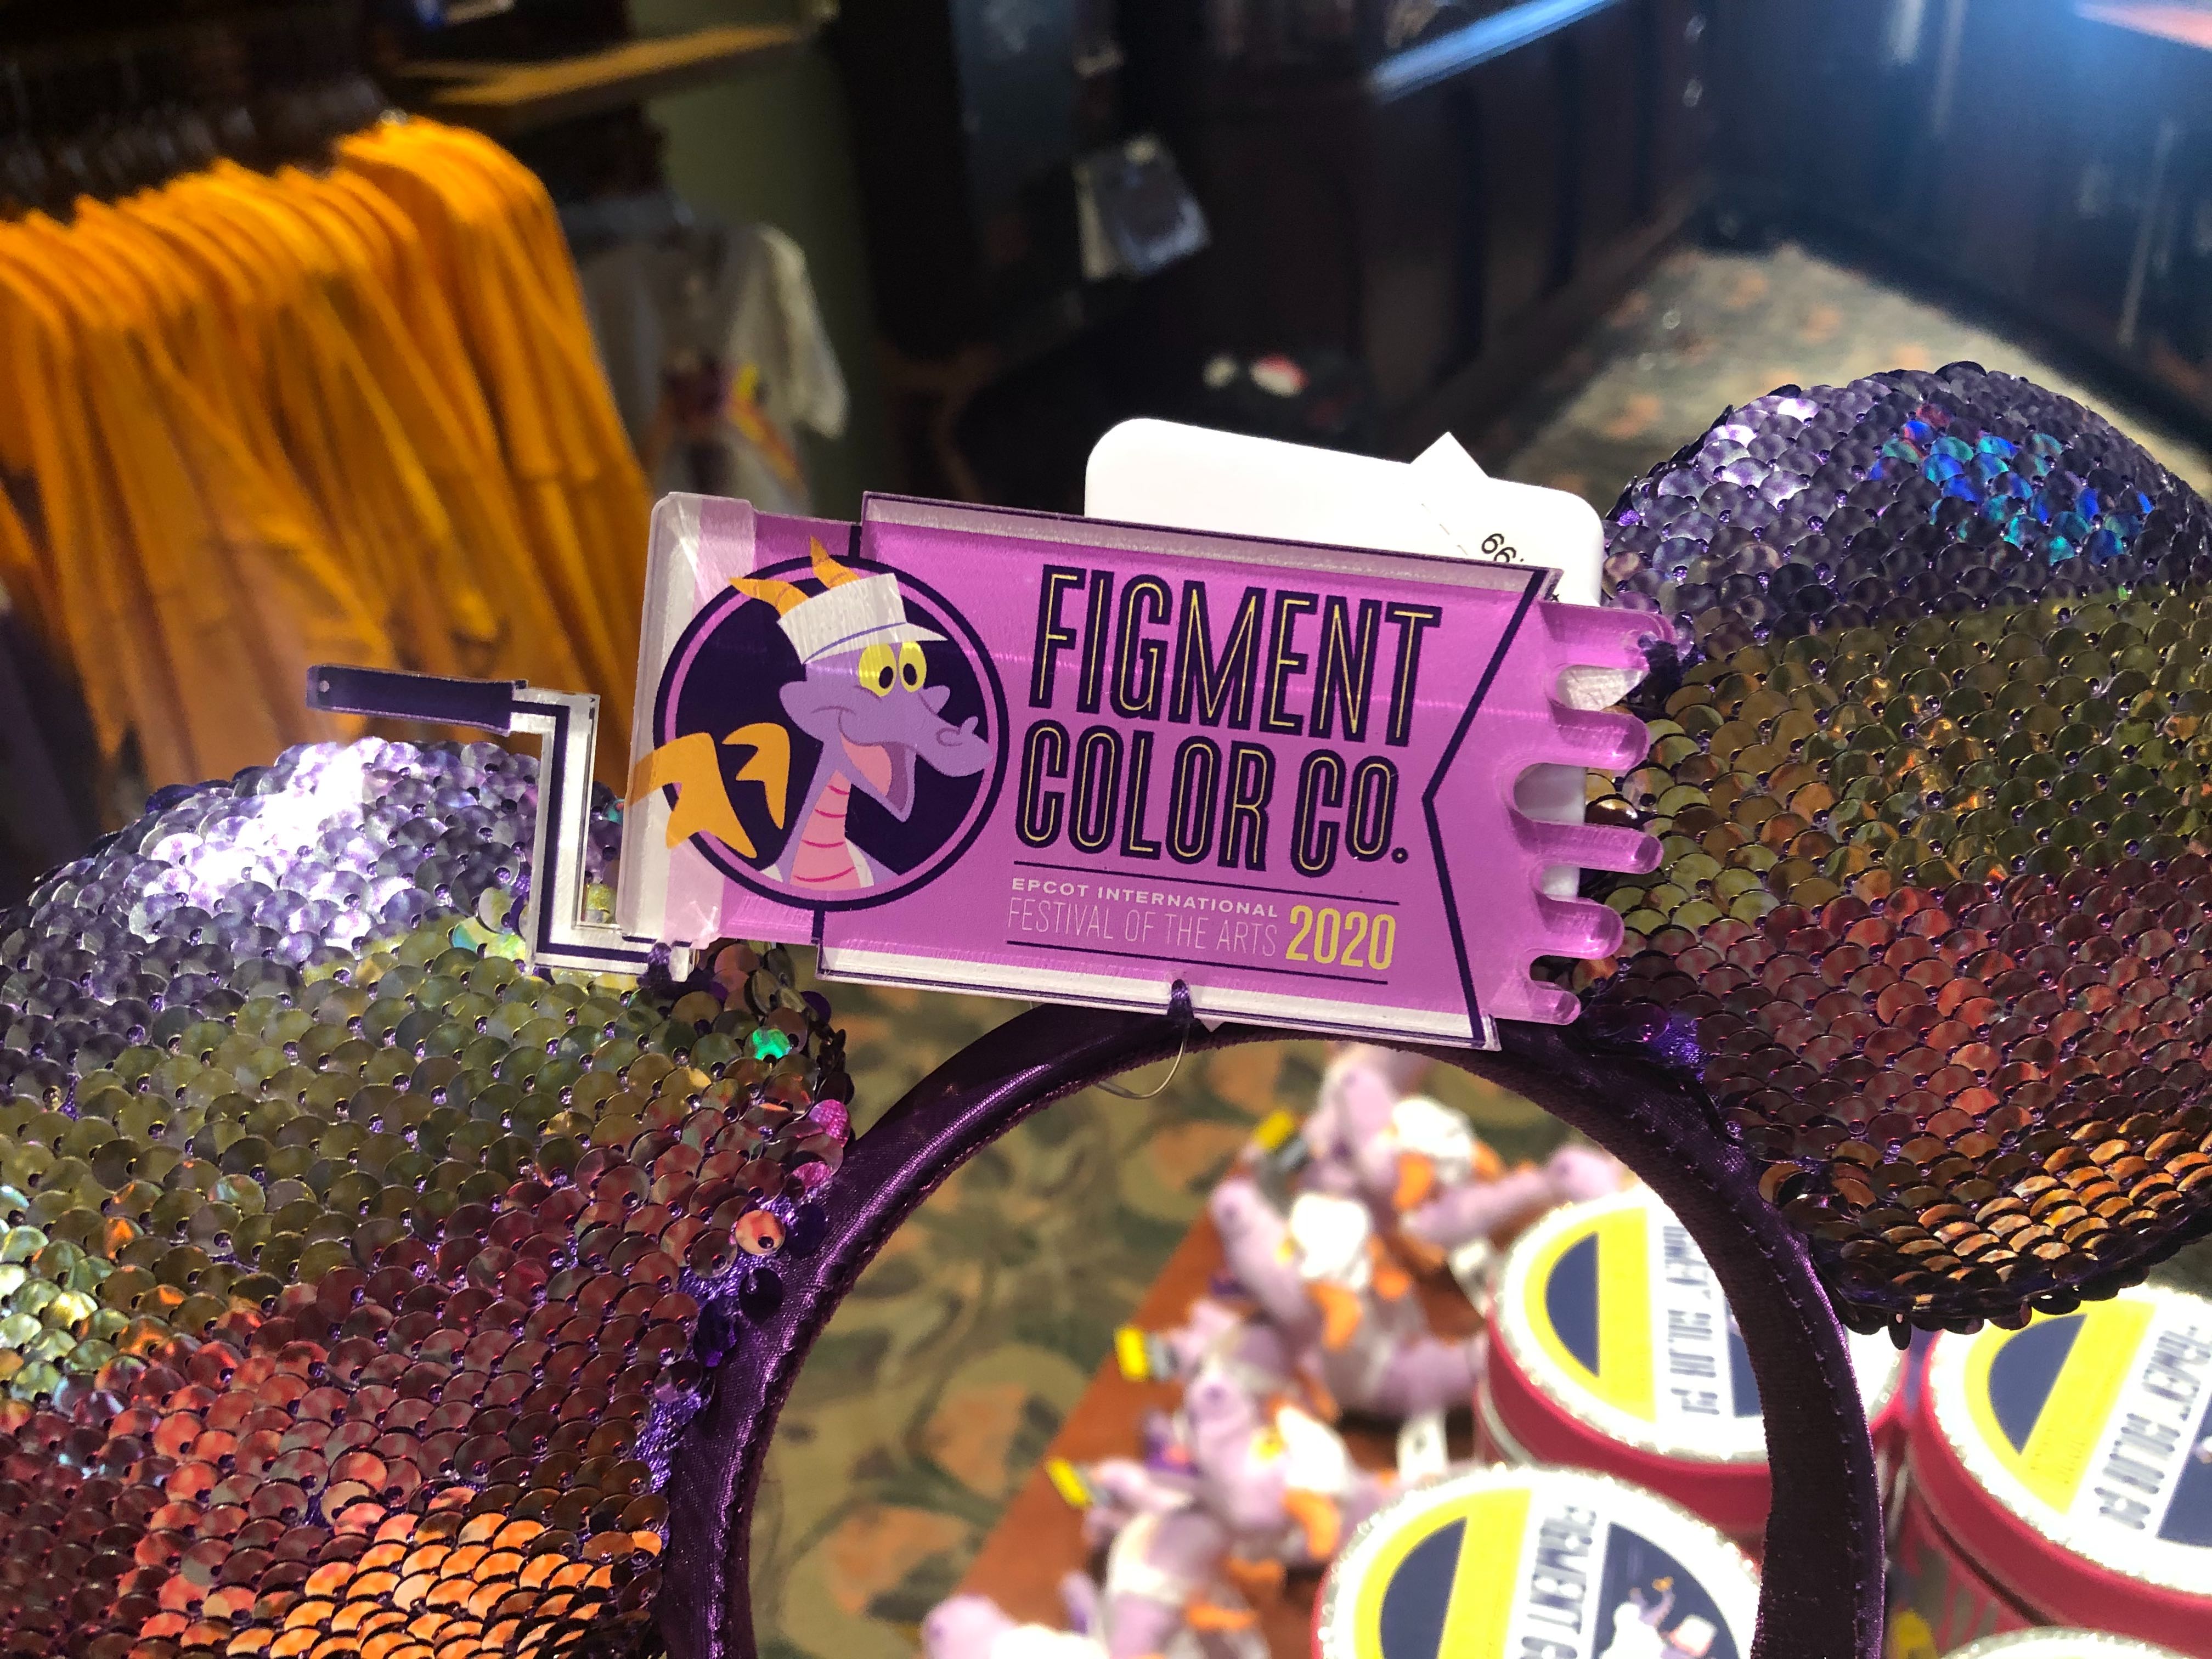 FIGMENT
COLOR CO.
EPCOT INTERNATIONAL
FESTIVAL OF THE ARTS 2020